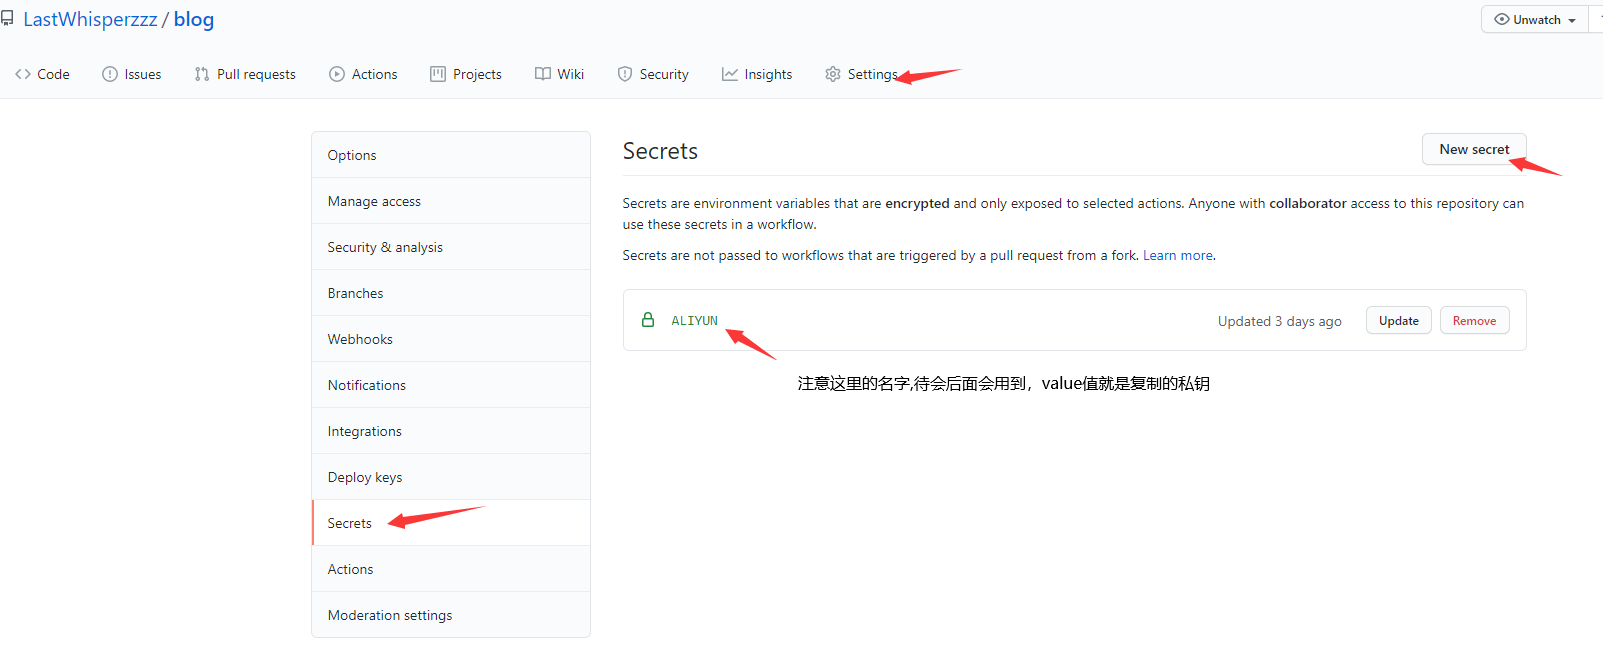 LastWhisperzzz / blog
Unwatch
Code Issues Pull requests Actions Projects Wiki Security Insights Settings
Options
Manage access
Security & analysis
Branches
Webhooks
Notifications
Integrations
Deploy keys
Secrets
Actions
Moderation settings
Secrets
New secret
Secrets are environment variables that are encrypted and only exposed to selected actions. Anyone with collaborator access to this repository can
use these secrets in a workflow.
Secrets are not passed to workflows that are triggered by a pull request from a fork. Learn more.
ALIYUN
Updated 3 days ago
Update
Remove
注意这里的名字,待会后面会用到，value值就是复制的私钥